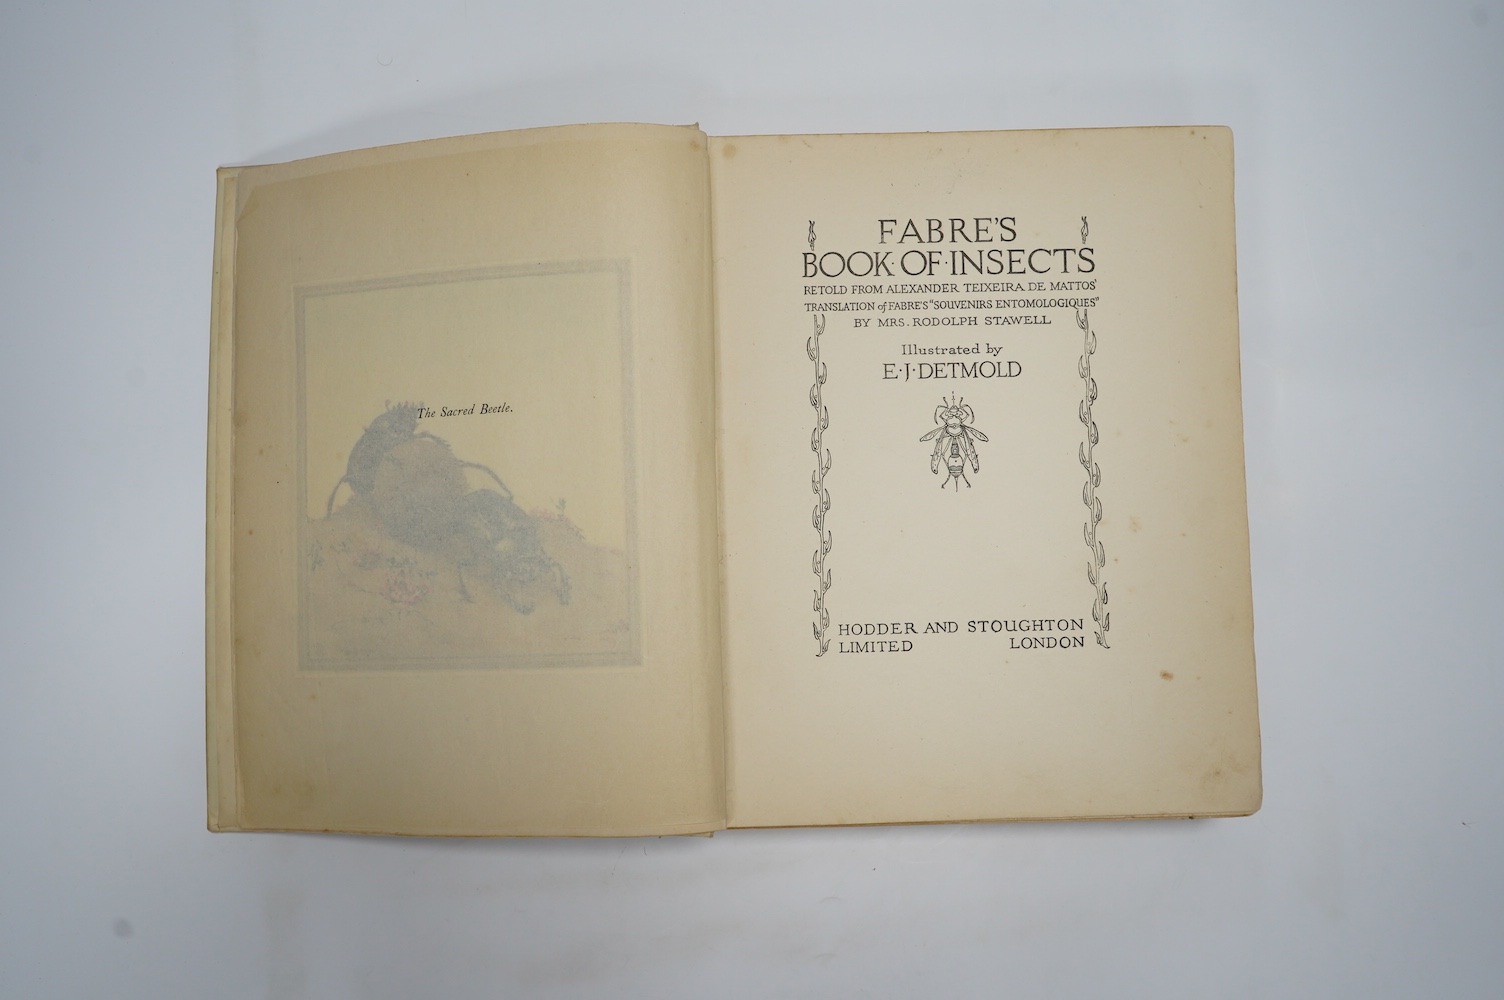 The Sacred Beetle.
FABRE'S
BOOK·OF·INSECTS
RETOLD FROM ALEXANDER TEIXEIRA DE MATTOS'
TRANSLATION of FABRE'S "SOUVENIRS ENTOMOLOGIQUES"
BY MRS. RODOLPH STAWELL
Illustrated by
E·J·DETMOLD
HODDER AND STOUGHTON
LIMITED LONDON